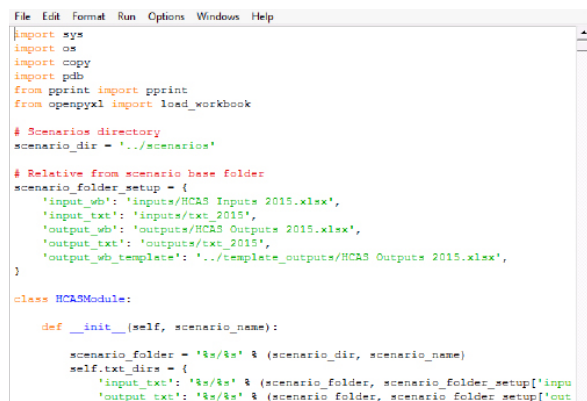 File Edit Format Run Options Windows Help
import sys
import os
import copy
import pdb
from pprint import pprint
from openpyxl import load_workbook
# Scenarios directory
scenario_dir = '../scenarios'
# Relative from scenario base folder
scenario_folder_setup = {
    'input_wb': 'inputs/HCAS Inputs 2015.xlsx',
    'input_txt': 'inputs/txt_2015',
    'output_wb': 'outputs/HCAS Outputs 2015.xlsx',
    'output_txt': 'outputs/txt_2015',
    'output_wb_template': '../template_outputs/HCAS Outputs 2015.xlsx',
}
class HCASModule:
    def __init__(self, scenario_name):
        scenario_folder = '%s/%s' % (scenario_dir, scenario_name)
        self.txt_dirs = {
            'input_txt': '%s/%s' % (scenario_folder, scenario_folder_setup['inpu
            'output_txt': '%s/%s' % (scenario_folder, scenario_folder_setup['out